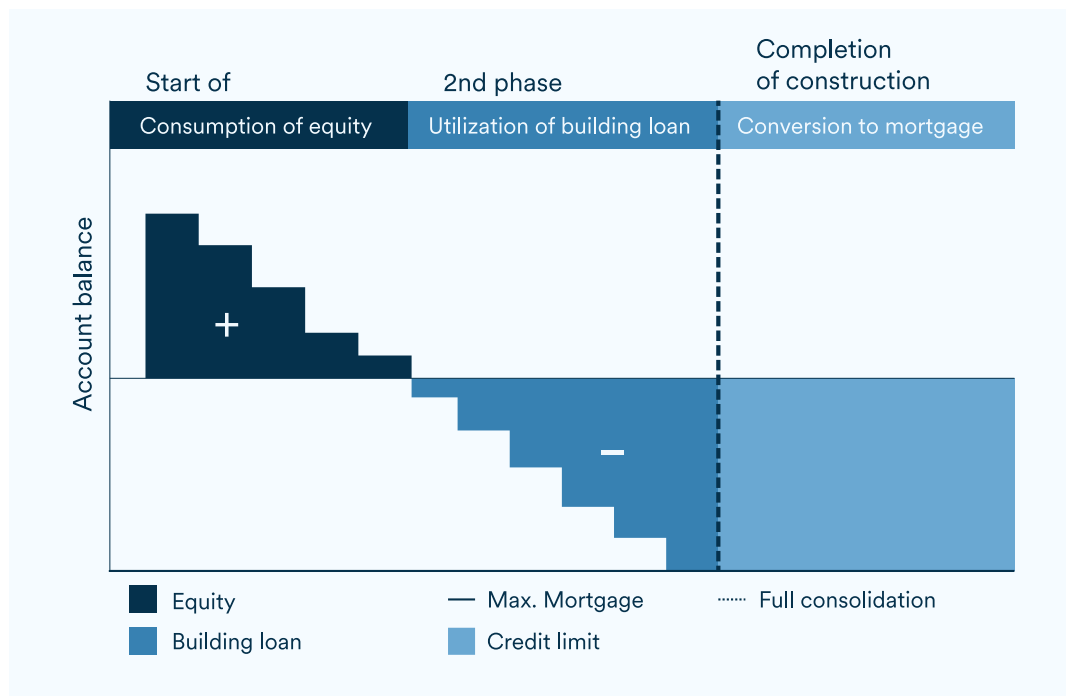 Start of
2nd phase
Completion
of construction
Consumption of equity
Utilization of building loan
Conversion to mortgage
Account balance
+
−
Equity
Max. Mortgage
Full consolidation
Building loan
Credit limit